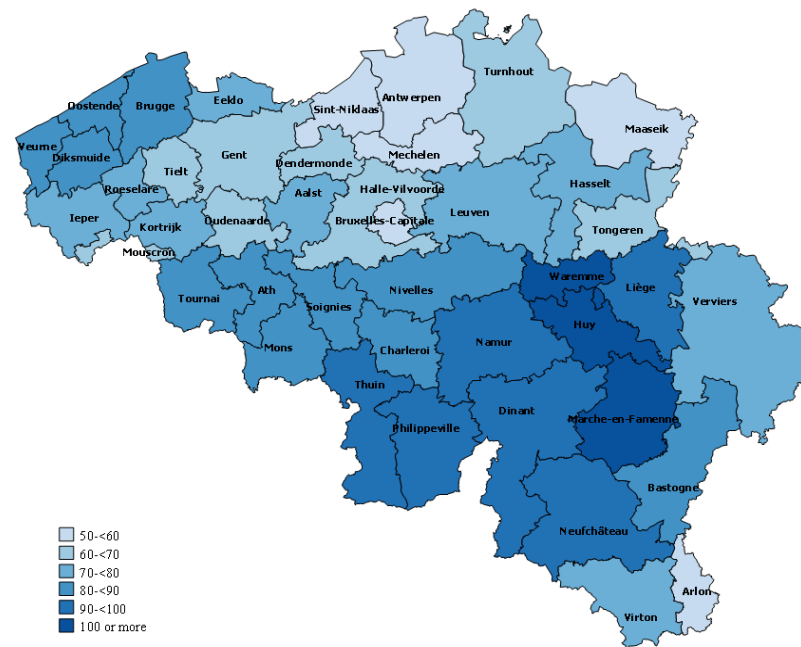 Turnhout
Oostende
Brugge
Eeklo
Sint-Niklaas
Antwerpen
Maaseik
Veurne
Diksmuide
Tielt
Gent
Dendermonde
Mechelen
Roeselare
Aalst
Halle-Vilvoorde
Hasselt
Ieper
Kortrijk
Oudenaarde
Bruxelles-Capitale
Leuven
Tongeren
Mouscron
Tournai
Ath
Soignies
Nivelles
Waremme
Liège
Verviers
Mons
Charleroi
Namur
Huy
Thuin
Dinant
Philippeville
Marche-en-Famenne
Bastogne
Neufchâteau
Arlon
Virton
50-<60
60-<70
70-<80
80-<90
90-<100
100 or more